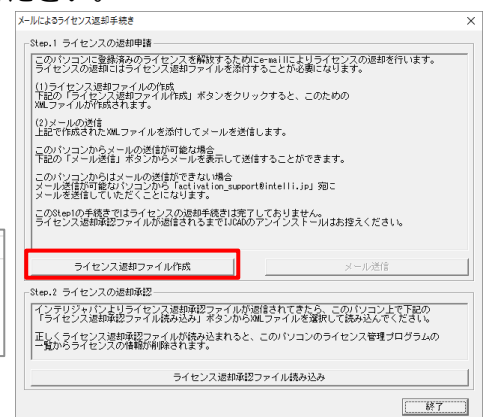 ださい。
メールによるライセンス返却手続き
Step.1 ライセンスの返却申請
このパソコンに登録済みのライセンスを解放するためにe-mailによりライセンスの返却を行います。
ライセンスの返却にはライセンス返却ファイルを添付することが必要になります。
(1)ライセンス返却ファイルの作成
下記の「ライセンス返却ファイル作成」ボタンをクリックすると、このための
XMLファイルが作成されます。
(2)メールの送信
上記で作成されたXMLファイルを添付してメールを送信します。
このパソコンからメールの送信が可能な場合
下記の「メール送信」ボタンからメールを表示して送信することができます。
このパソコンからはメールの送信ができない場合
メール送信が可能なパソコンから「activation_support@intelli.jp」宛に
メールを送信していただくことになります。
このStep1の手続きではライセンスの返却手続きは完了しておりません。
ライセンス返却承認ファイルが返信されるまでIJCADのアンインストールはお控えください。
ライセンス返却ファイル作成
メール送信
Step.2 ライセンスの返却承認
インテリジャパンよりライセンス返却承認ファイルが返信されてきたら、このパソコン上で下記の
「ライセンス返却承認ファイル読み込み」ボタンからXMLファイルを選択して読み込んでください。
正しくライセンス返却承認ファイルが読み込まれると、このパソコンのライセンス管理プログラムの
一覧からライセンスの情報が削除されます。
ライセンス返却承認ファイル読み込み
終了